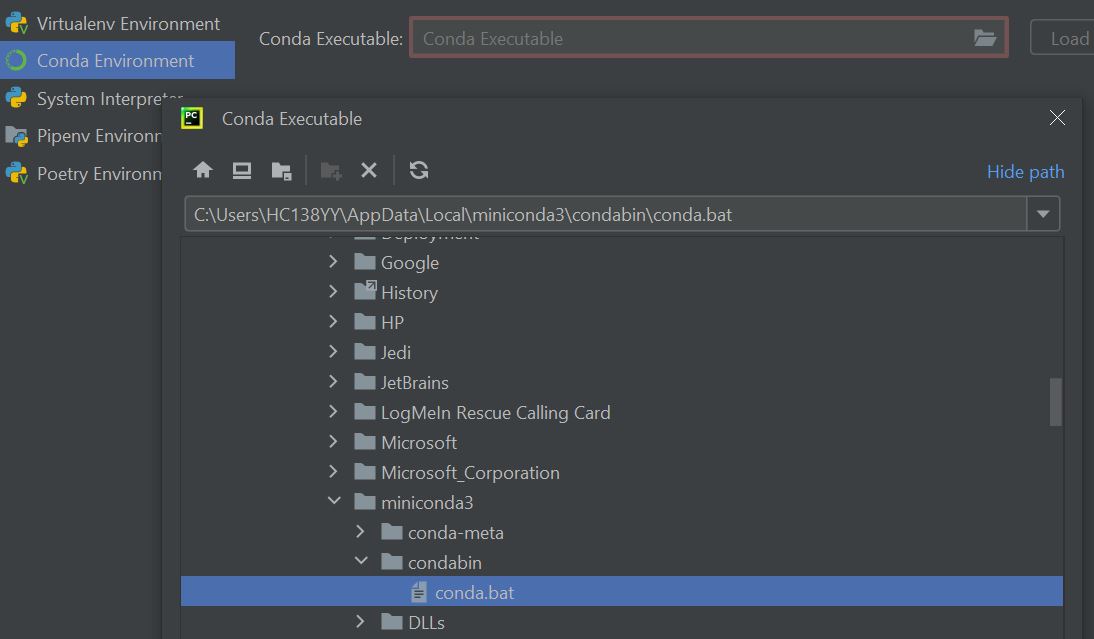 Virtualenv Environment
Conda Executable: Conda Executable Load
Conda Environment
System Interpreter
PC Conda Executable
Pipenv Environm
Poetry Environm
Hide path
C:\Users\HC138YY\AppData\Local\miniconda3\condabin\conda.bat
Deployment
Google
History
HP
Jedi
JetBrains
LogMeIn Rescue Calling Card
Microsoft
Microsoft_Corporation
miniconda3
conda-meta
condabin
conda.bat
DLLs